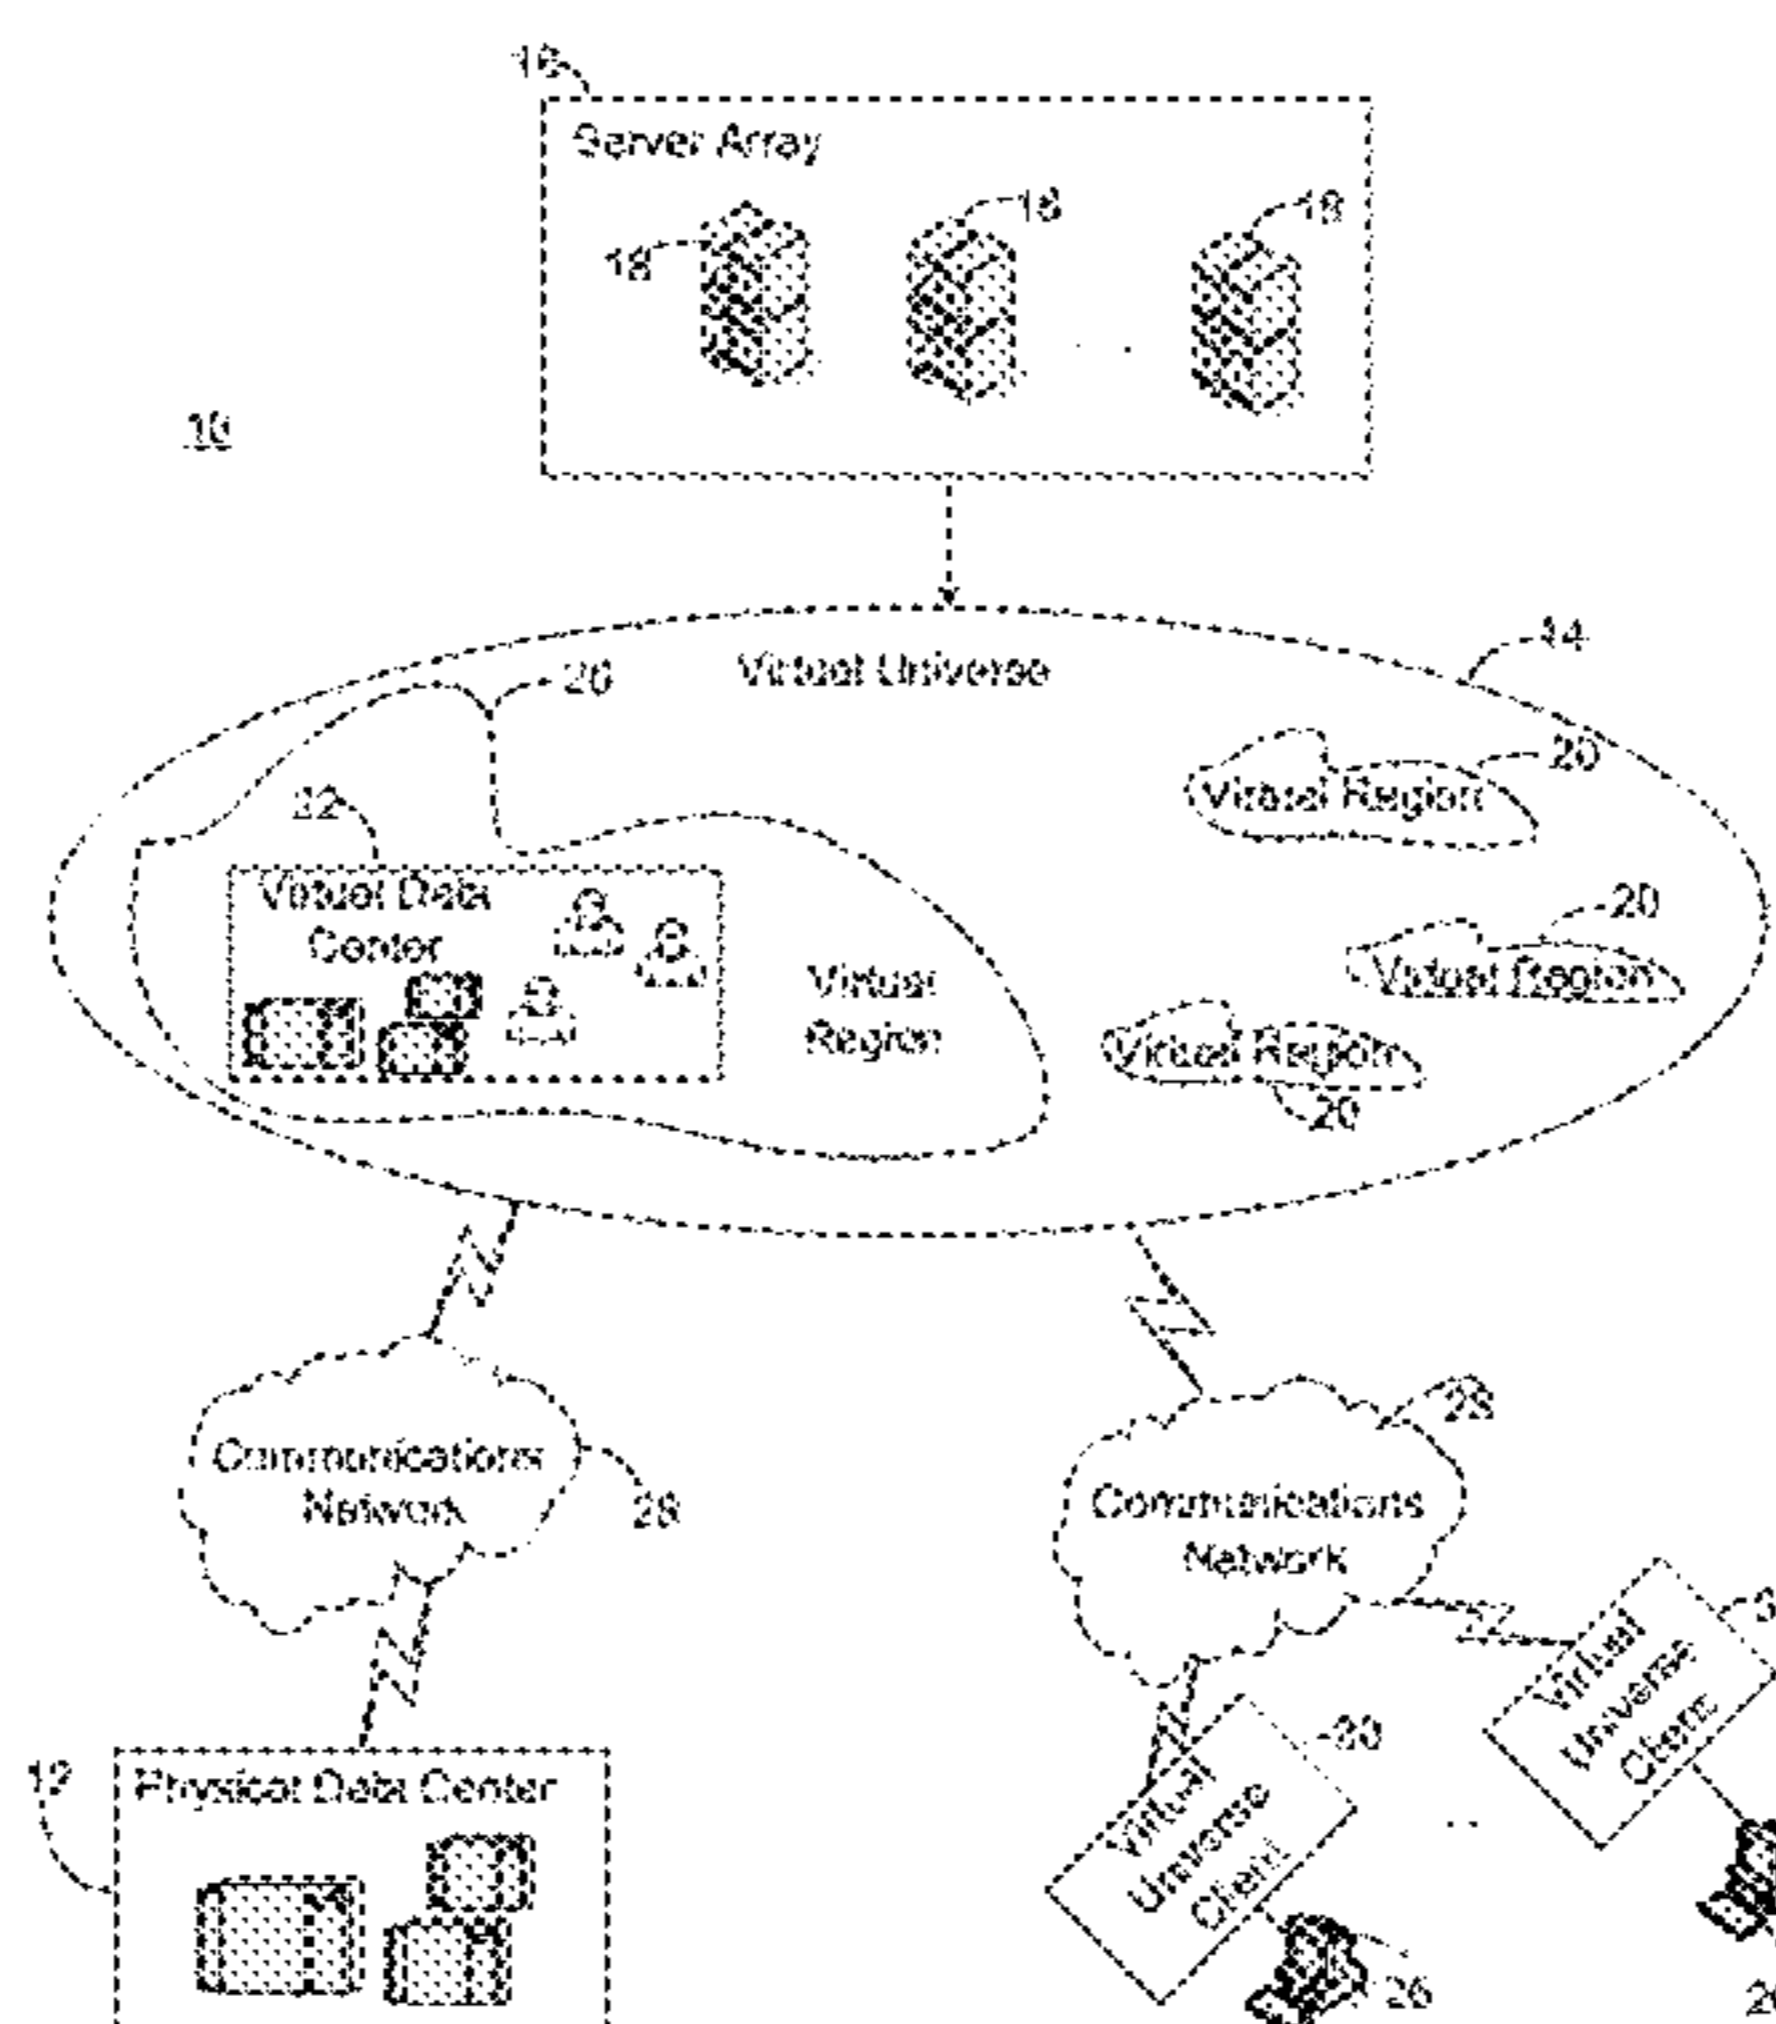 16
Server Array
18
18
18
10
14
Virtual Universe
20
20
Virtual Region
22
Virtual Data
Center
20
Virtual Region
Virtual
Region
Virtual Region
20
28
Communications
Network
28
Communications
Network
Virtual
Universe
Client
30
12
Physical Data Center
Virtual
Universe
Client
26